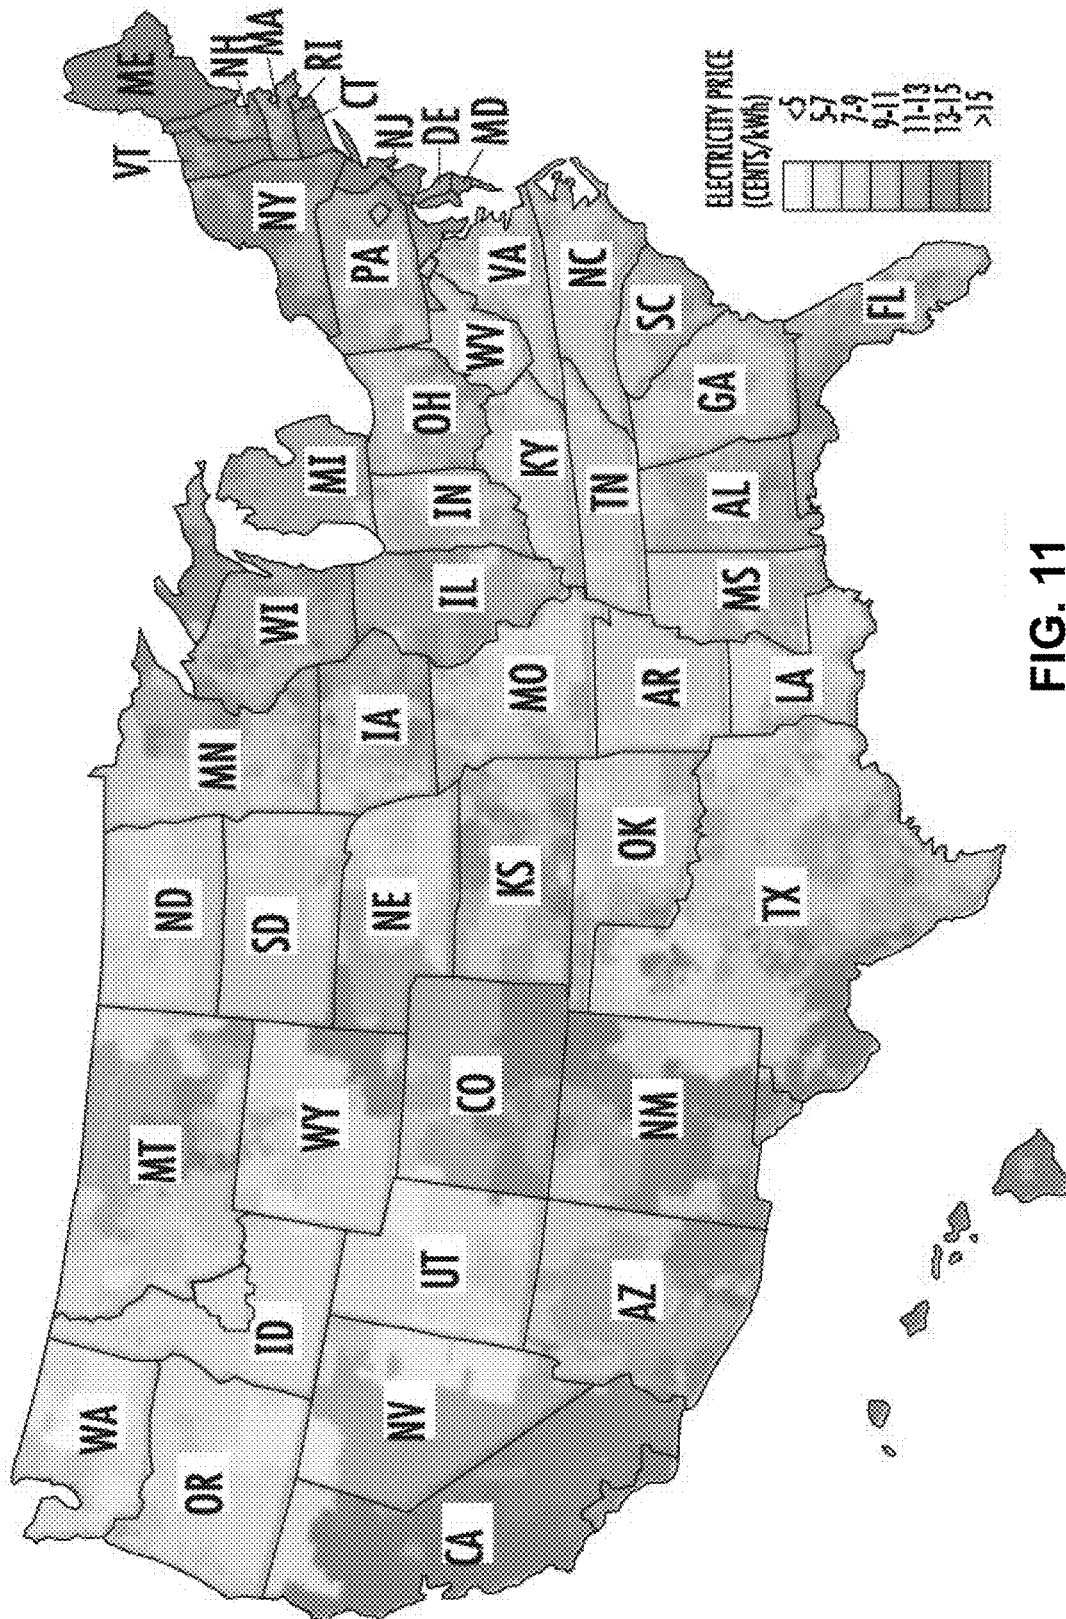 WA
OR
CA
ID
NV
MT
WY
UT
AZ
CO
NM
ND
SD
NE
KS
OK
TX
MN
IA
MO
AR
LA
WI
IL
MS
MI
IN
KY
TN
AL
OH
WV
VA
NC
SC
GA
FL
PA
NY
VT
ME
NH
MA
RI
CT
NJ
DE
MD
ELECTRICITY PRICE
(CENTS/kWh)
<5
5-7
7-9
9-11
11-13
13-15
>15
FIG. 11